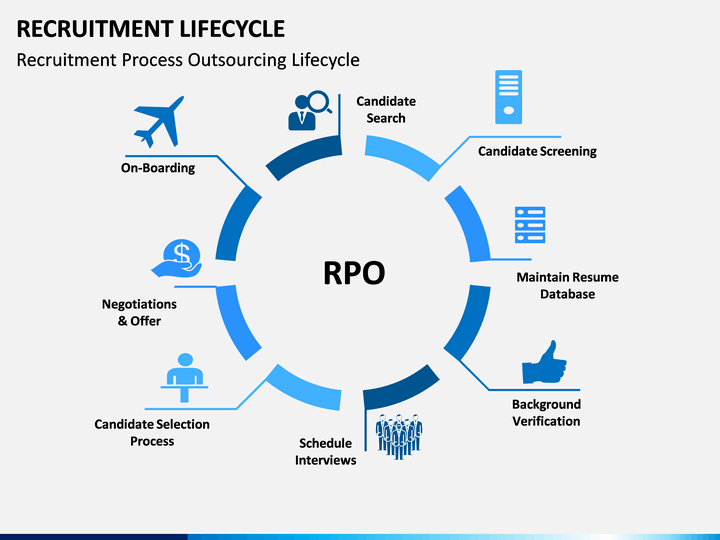 RECRUITMENT LIFECYCLE
Recruitment Process Outsourcing Lifecycle
Candidate
Search
Candidate Screening
Maintain Resume
Database
Background
Verification
Schedule
Interviews
Candidate Selection
Process
Negotiations
& Offer
$
On-Boarding
RPO